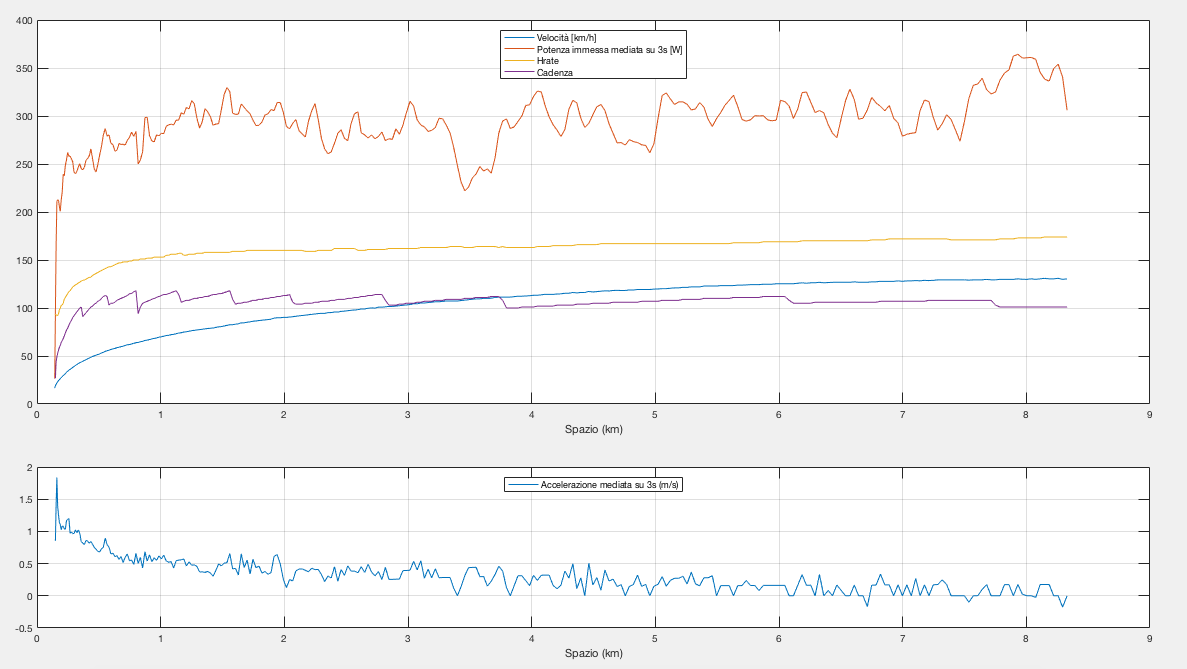 400
350
300
250
200
150
100
50
0
Velocità [km/h]
Potenza immessa mediata su 3s [W]
Hrate
Cadenza
0 1 2 3 4 5 6 7 8 9
Spazio (km)
2
1.5
1
0.5
0
-0.5
Accelerazione mediata su 3s (m/s)
0 1 2 3 4 5 6 7 8 9
Spazio (km)